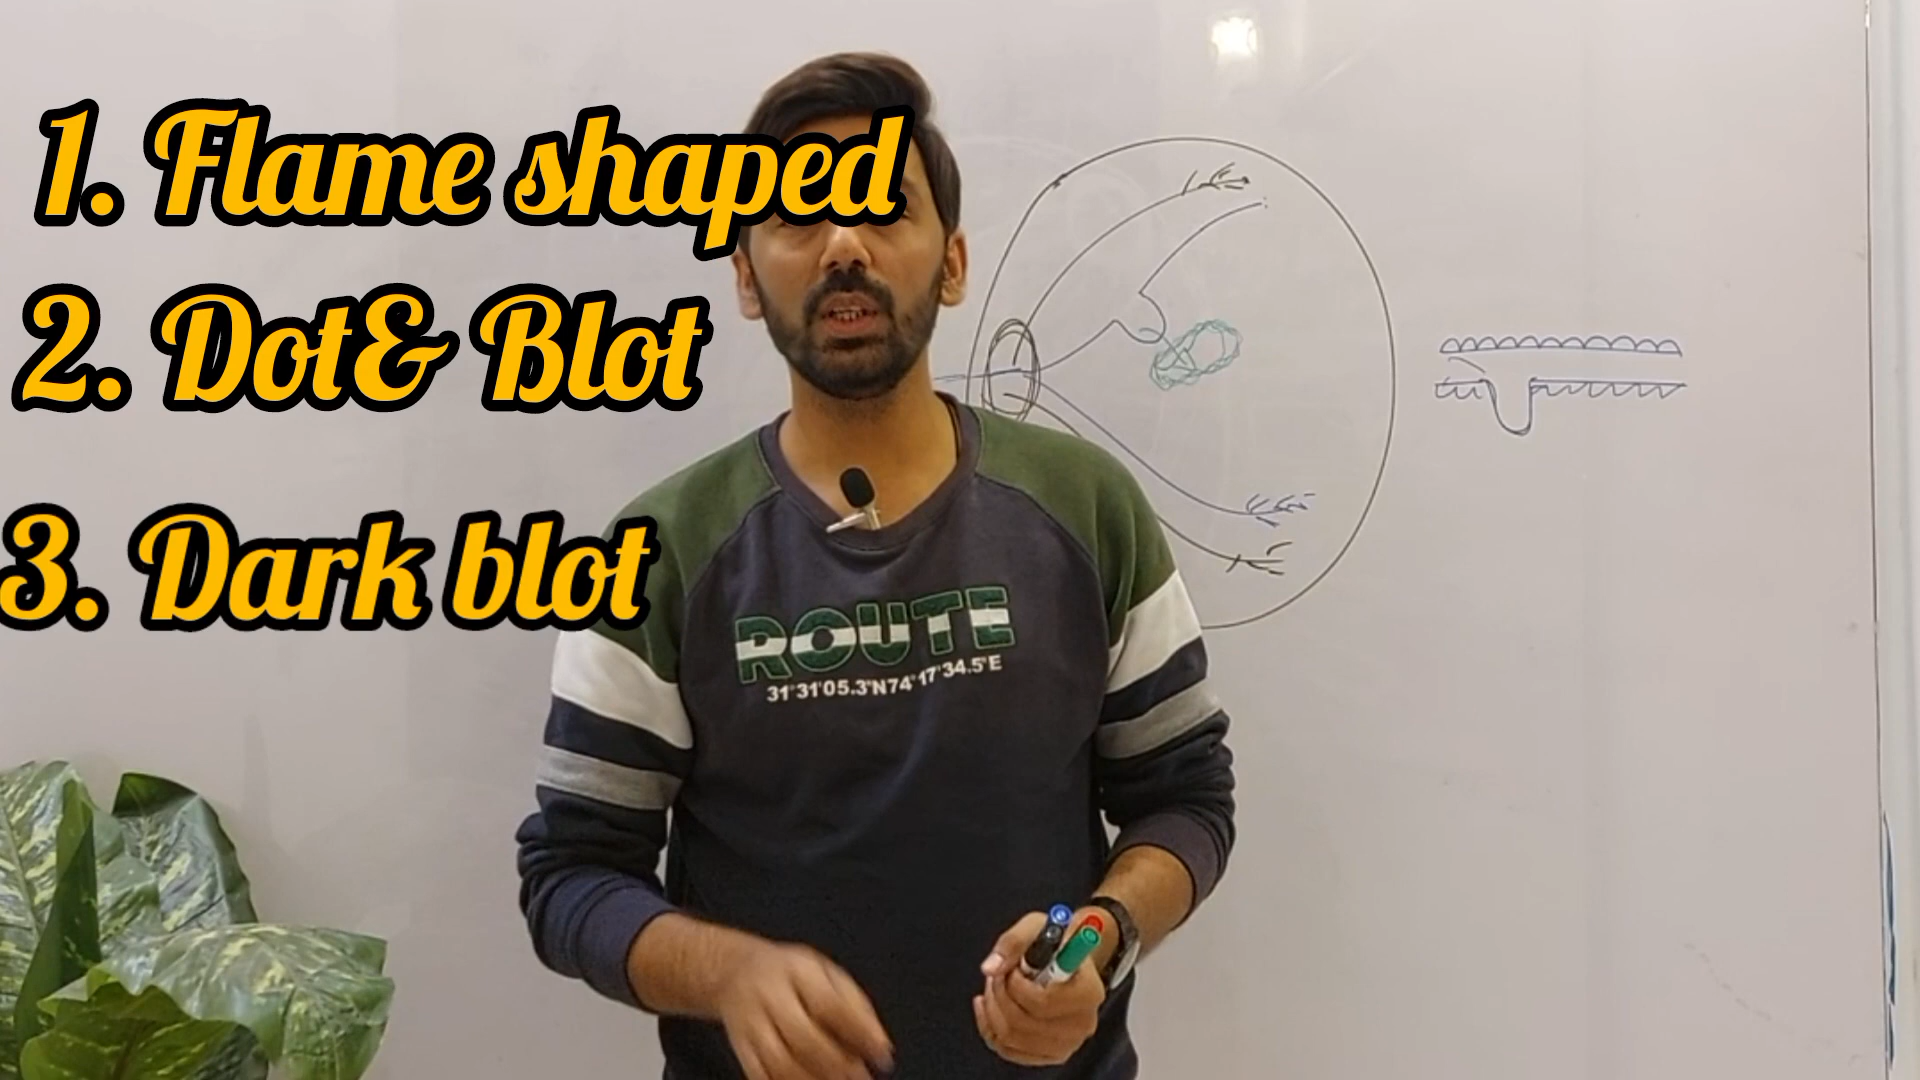 1. Flame shaped
2. Dot& Blot
3. Dark blot
ROUTE
31°31'05.3"N74°17'34.5"E